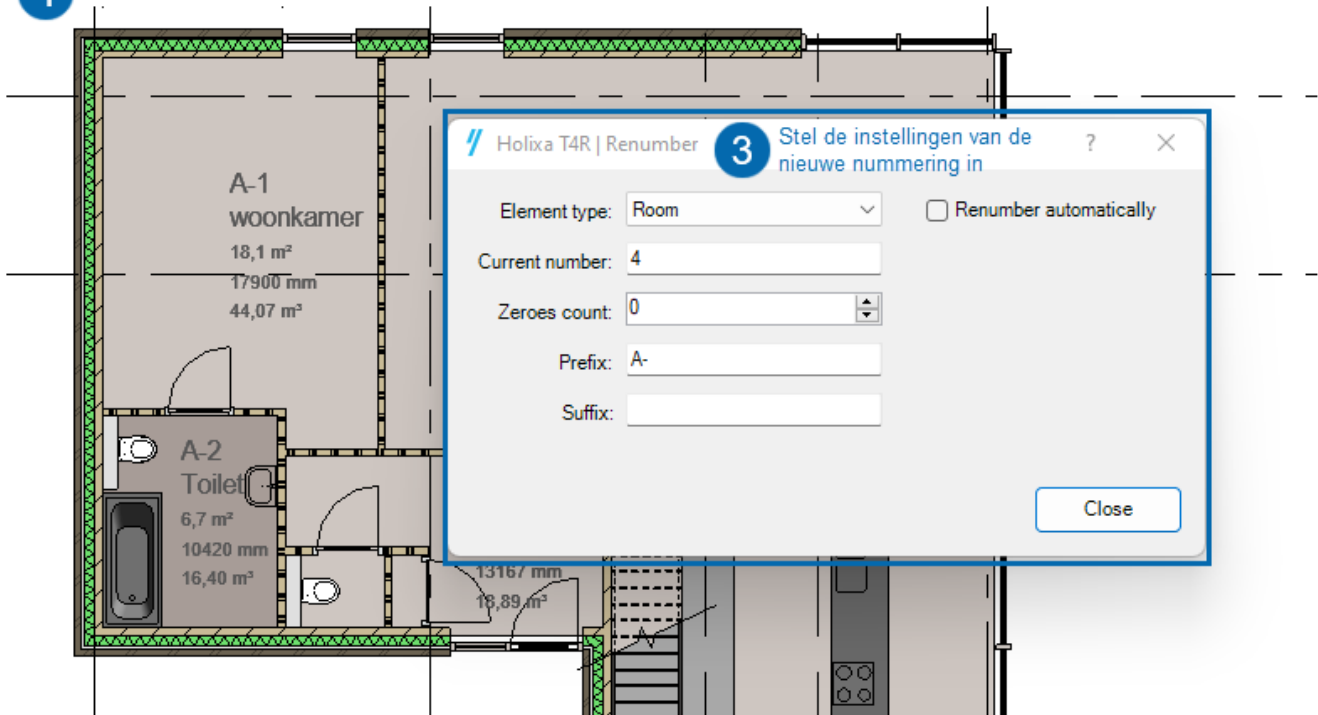 A-1
woonkamer
18,1 m²
17900 mm
44,07 m³
Holixa T4R | Renumber
3
Stel de instellingen van de
nieuwe nummering in
?
Element type: Room
Renumber automatically
Current number: 4
Zeroes count: 0
Prefix: A-
Suffix:
Close
A-2
Toilet
6,7 m²
10420 mm
16,40 m³
13167 mm
18,89 m³